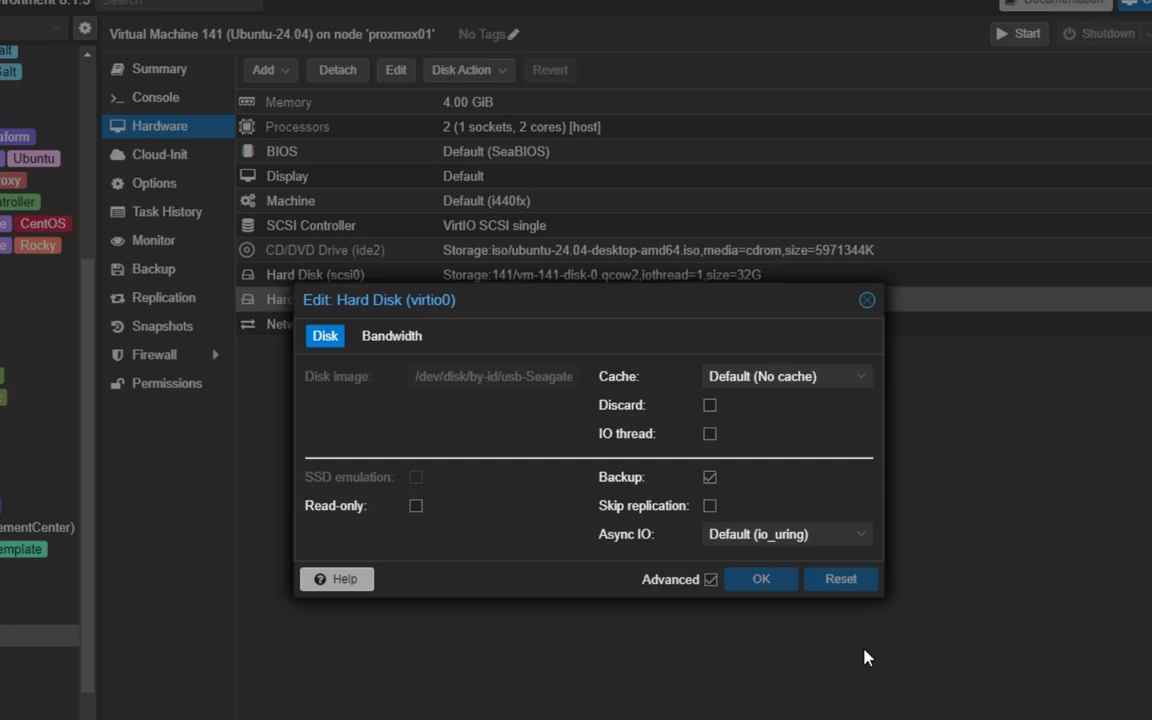 Search
Documentation
Virtual Machine 141 (Ubuntu-24.04) on node 'proxmox01'
No Tags
Start
Shutdown
Summary
Console
Hardware
Cloud-Init
Options
Task History
Monitor
Backup
Replication
Snapshots
Firewall
Permissions
Ubuntu
CentOS
Rocky
Add
Detach
Edit
Disk Action
Revert
Memory 4.00 GiB
Processors 2 (1 sockets, 2 cores) [host]
BIOS Default (SeaBIOS)
Display Default
Machine Default (i440fx)
SCSI Controller VirtIO SCSI single
CD/DVD Drive (ide2) Storage:iso/ubuntu-24.04-desktop-amd64.iso,media=cdrom,size=5971344K
Hard Disk (scsi0) Storage:141/vm-141-disk-0.qcow2,iothread=1,size=32G
Edit: Hard Disk (virtio0)
Disk
Bandwidth
Disk image: /dev/disk/by-id/usb-Seagate
Cache: Default (No cache)
Discard:
IO thread:
SSD emulation:
Backup:
Read-only:
Skip replication:
Async IO: Default (io_uring)
Help
Advanced
OK
Reset